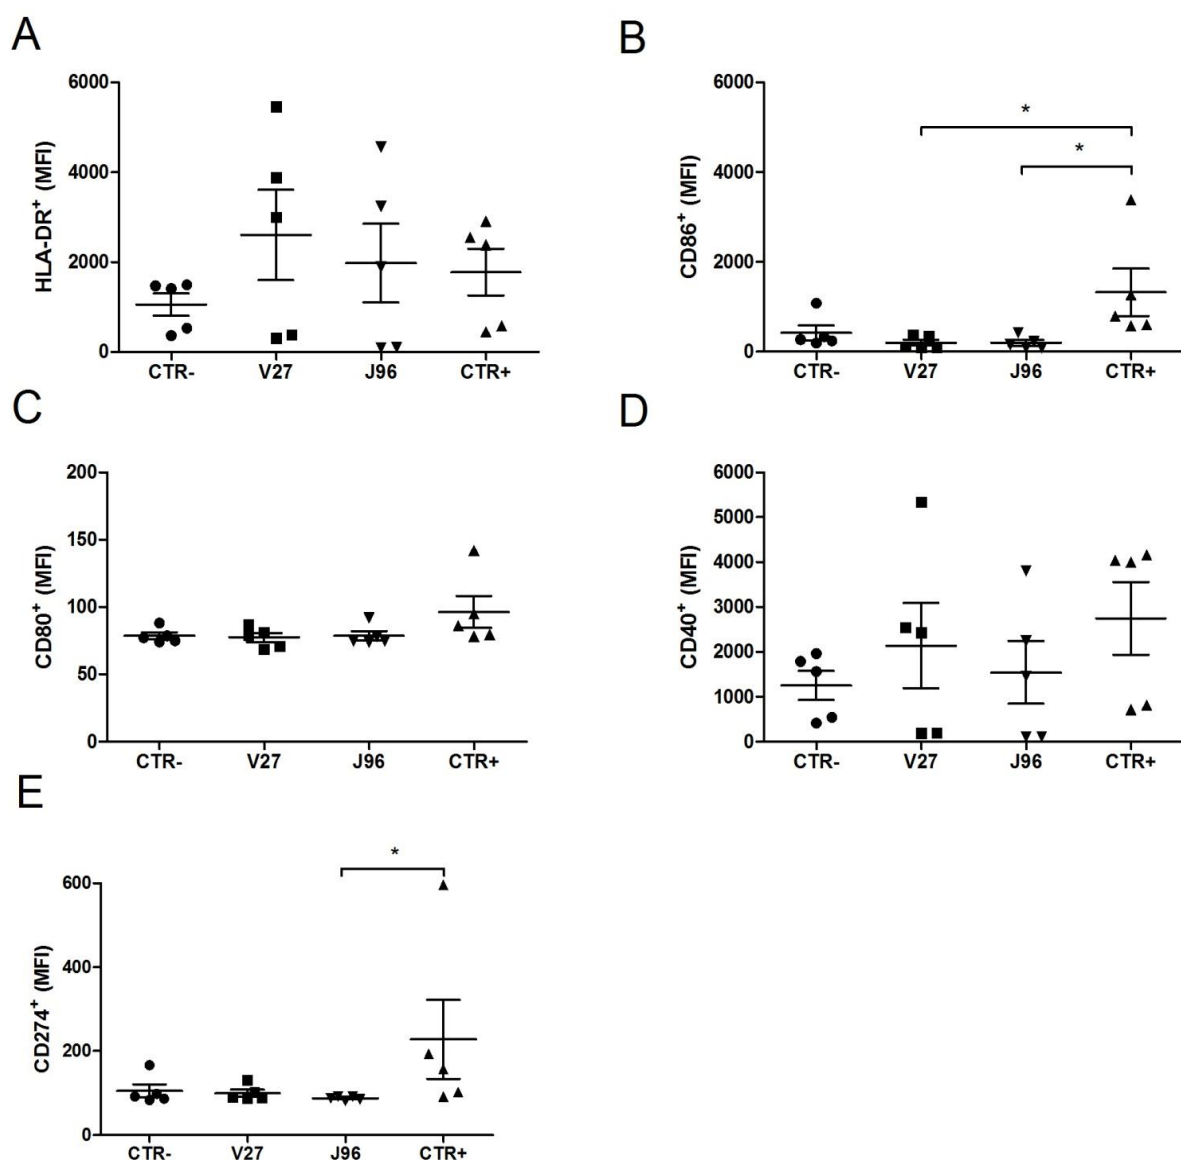 A
HLA-DR+ (MFI)
6000
4000
2000
0
CTR- V27 J96 CTR+
B
CD86+ (MFI)
6000
4000
2000
0
*
*
CTR- V27 J96 CTR+
C
CD80+ (MFI)
200
150
100
50
0
CTR- V27 J96 CTR+
D
CD40+ (MFI)
6000
5000
4000
3000
2000
1000
0
CTR- V27 J96 CTR+
E
CD274+ (MFI)
600
400
200
0
*
CTR- V27 J96 CTR+